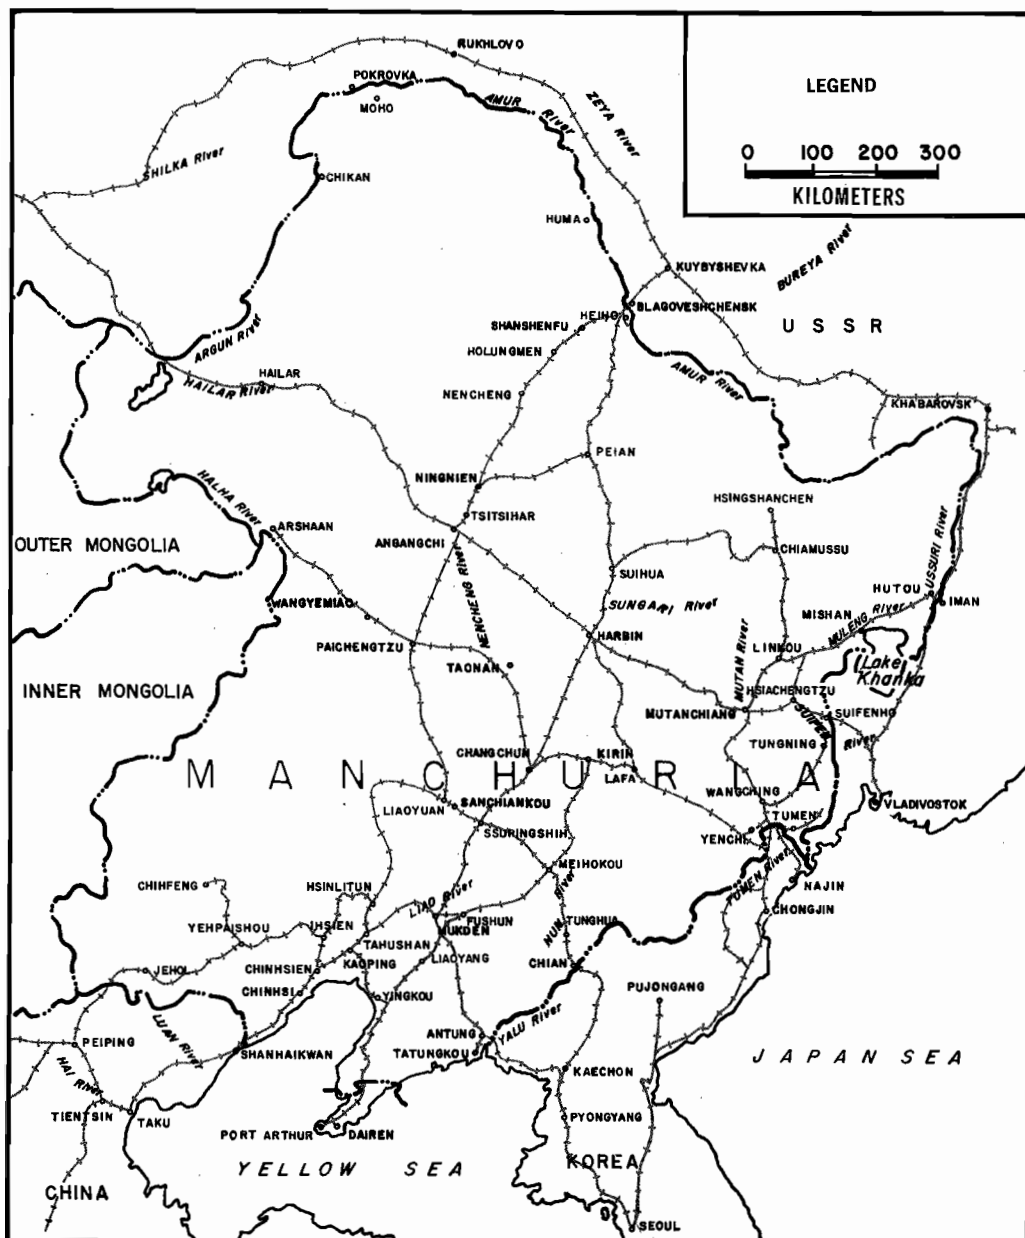 RUKHLOVO
POKROVKA
MOHO
AMUR River
ZEYA River
LEGEND
0 100 200 300
KILOMETERS
SHILKA River
CHIKAN
HUMA
BUREYA River
KUYBYSHEVKA
BLAGOVESHCHENSK
HEIHO
SHANSHENFU
USSR
HOLUNGMEN
ARGUN River
HAILAR
HAILAR River
AMUR River
NENCHENG
KHABAROVSK
PEIAN
NINGNIEN
HALHA River
HSINGSHANCHEN
TSITSIHAR
ARSHAAN
ANGANGCHI
OUTER MONGOLIA
CHIAMUSSU
USSURI River
NENCHENG RIVER
SUIHUA
HUTOU
IMAN
WANGYEMIAO
SUNGARI River
MISHAN
MULENG River
HARBIN
PAICHENGTZU
MUTAN RIVER
LINKOU
TAONAN
Lake Khanka
INNER MONGOLIA
HSIACHENGTZU
MUTANCHIANG
SUIFEN River
SUIFENHO
TUNGNING
CHANGCHUN
KIRIN
LAFA
MANCHURIA
WANGCHING
LIAOYUAN
SANCHIANKOU
VLADIVOSTOK
TUMEN
SSUPINGSHIH
YENCHI
MEIHOKOU
TUMEN River
CHIHFENG
HSINLITUN
NAJIN
LIAO River
HUN River
CHONGJIN
FUSHUN
TUNGHUA
YEHPAISHOU
IHSIEN
MUKDEN
TAHUSHAN
LIAOYANG
KAOPING
JEHOL
CHINHSIEN
CHIAN
CHINHSI
YINGKOU
PUJONGANG
LUAN River
YALU River
ANTUNG
PEIPING
TATUNGKOU
SHANHAIKWAN
JAPAN SEA
KAECHON
HAI River
TIENTSIN
TAKU
PYONGYANG
PORT ARTHUR
DAIREN
YELLOW SEA
KOREA
CHINA
SEOUL